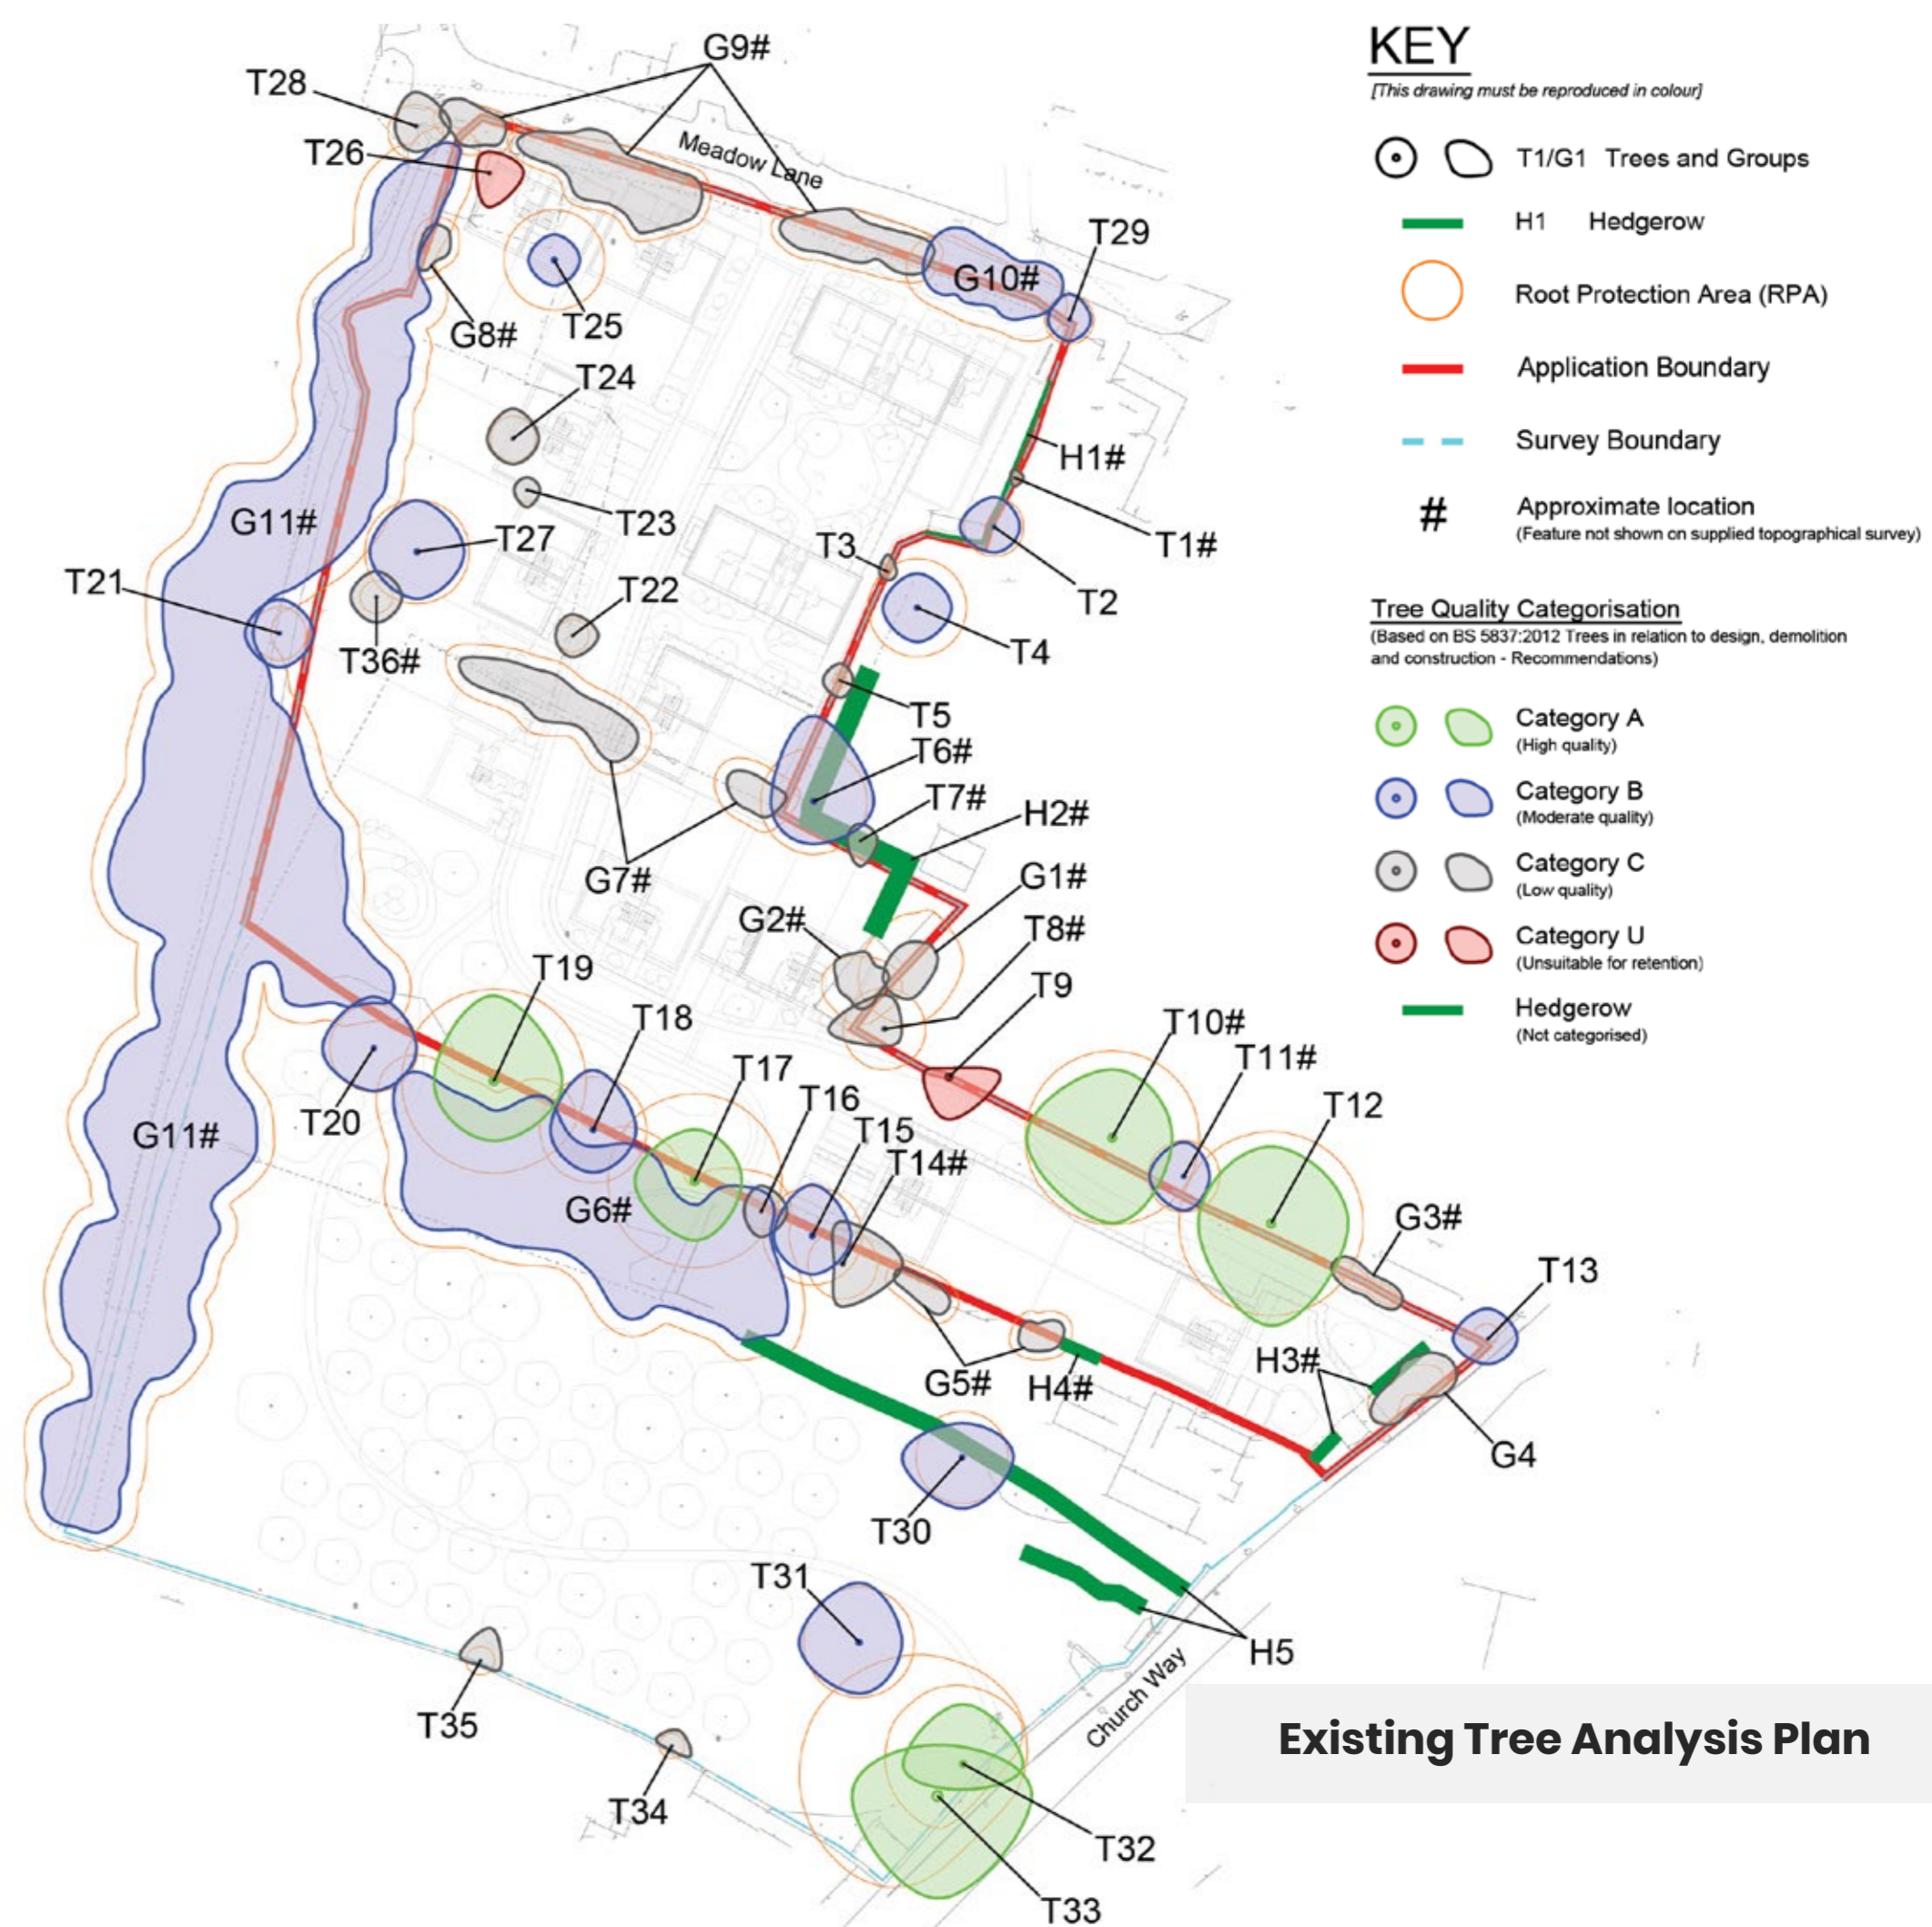 G9#
T28
T26
Meadow Lane
T29
G10#
G8#
T25
T24
H1#
G11#
T27
T23
T1#
T3
T21
T22
T2
T36#
T4
T5
T6#
T7#
H2#
G7#
G1#
G2#
T8#
T19
T9
T18
T10#
T17
T11#
T16
T12
T20
G11#
T15
T14#
G6#
G3#
T13
H3#
G5#
H4#
G4
T30
T31
H5
Church Way
T35
T34
T32
T33
KEY
[This drawing must be reproduced in colour]
T1/G1 Trees and Groups
H1 Hedgerow
Root Protection Area (RPA)
Application Boundary
Survey Boundary
# Approximate location
(Feature not shown on supplied topographical survey)
Tree Quality Categorisation
(Based on BS 5837:2012 Trees in relation to design, demolition
and construction - Recommendations)
Category A
(High quality)
Category B
(Moderate quality)
Category C
(Low quality)
Category U
(Unsuitable for retention)
Hedgerow
(Not categorised)
Existing Tree Analysis Plan